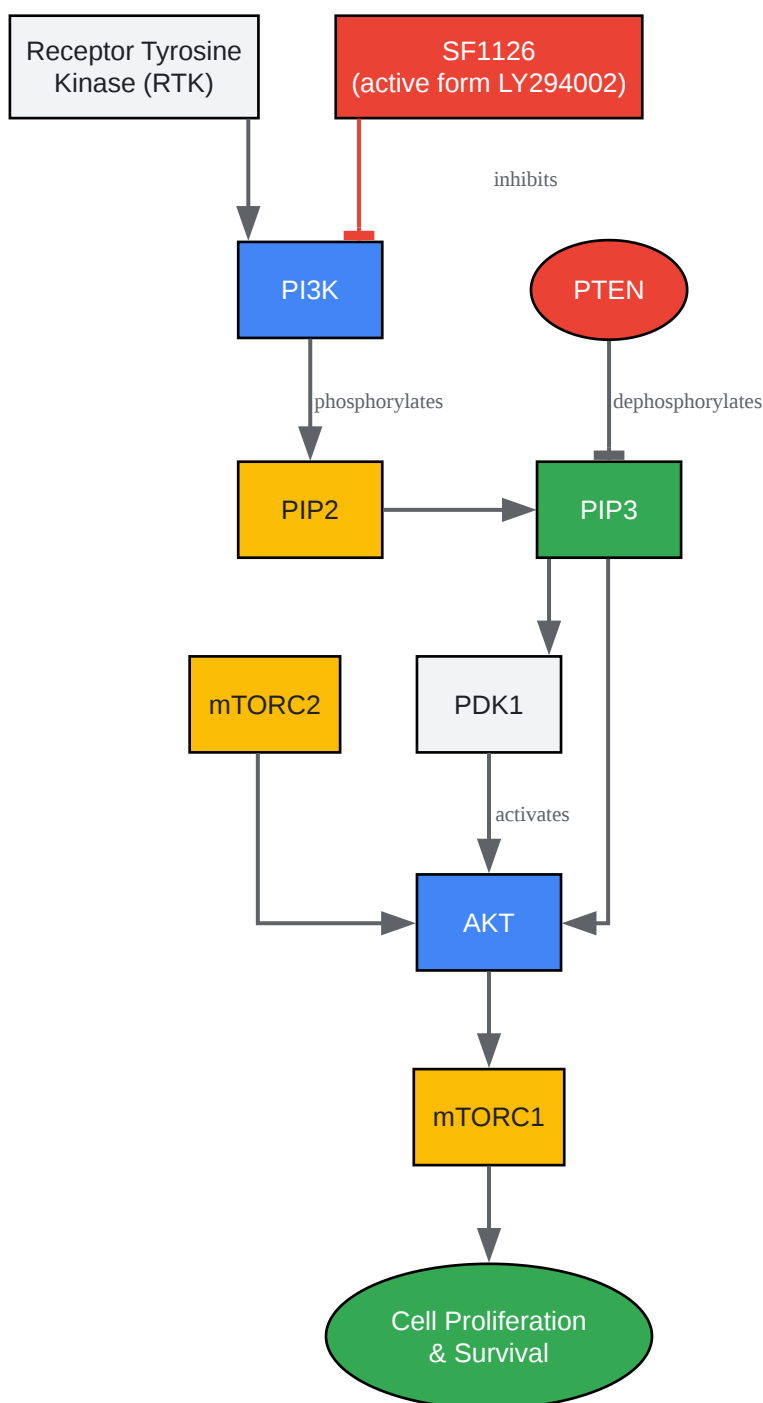 Receptor Tyrosine
Kinase (RTK)
SF1126
(active form LY294002)
inhibits
PI3K
PTEN
phosphorylates
dephosphorylates
PIP2
PIP3
mTORC2
PDK1
activates
AKT
mTORC1
Cell Proliferation
& Survival